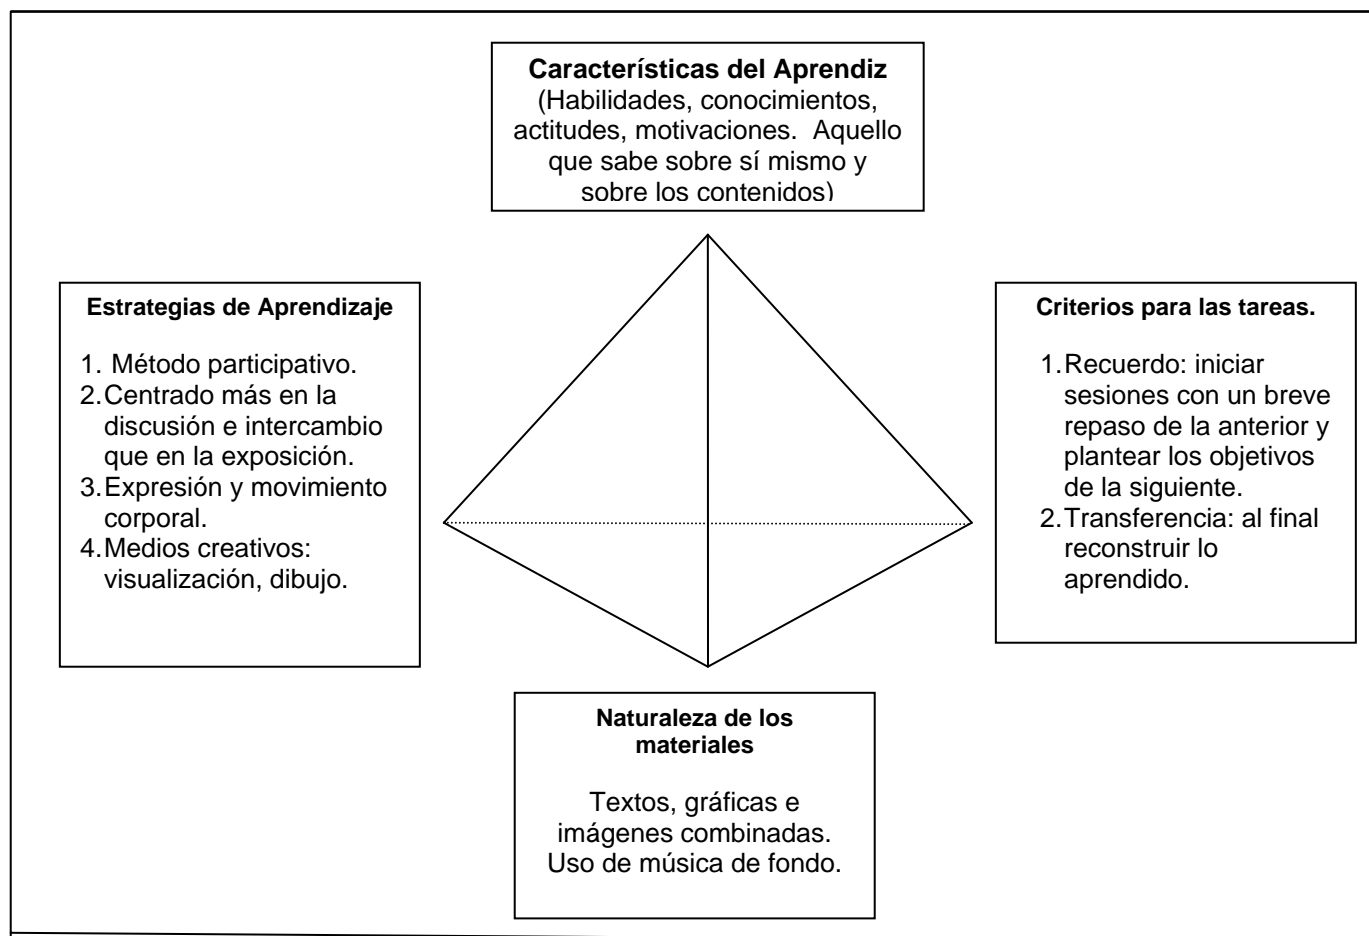 Características del Aprendiz
(Habilidades, conocimientos,
actitudes, motivaciones.  Aquello
que sabe sobre sí mismo y
sobre los contenidos)
Estrategias de Aprendizaje
1. Método participativo.
2. Centrado más en la
discusión e intercambio
que en la exposición.
3. Expresión y movimiento
corporal.
4. Medios creativos:
visualización, dibujo.
Criterios para las tareas.
1. Recuerdo: iniciar
sesiones con un breve
repaso de la anterior y
plantear los objetivos
de la siguiente.
2. Transferencia: al final
reconstruir lo
aprendido.
Naturaleza de los
materiales
Textos, gráficas e
imágenes combinadas.
Uso de música de fondo.